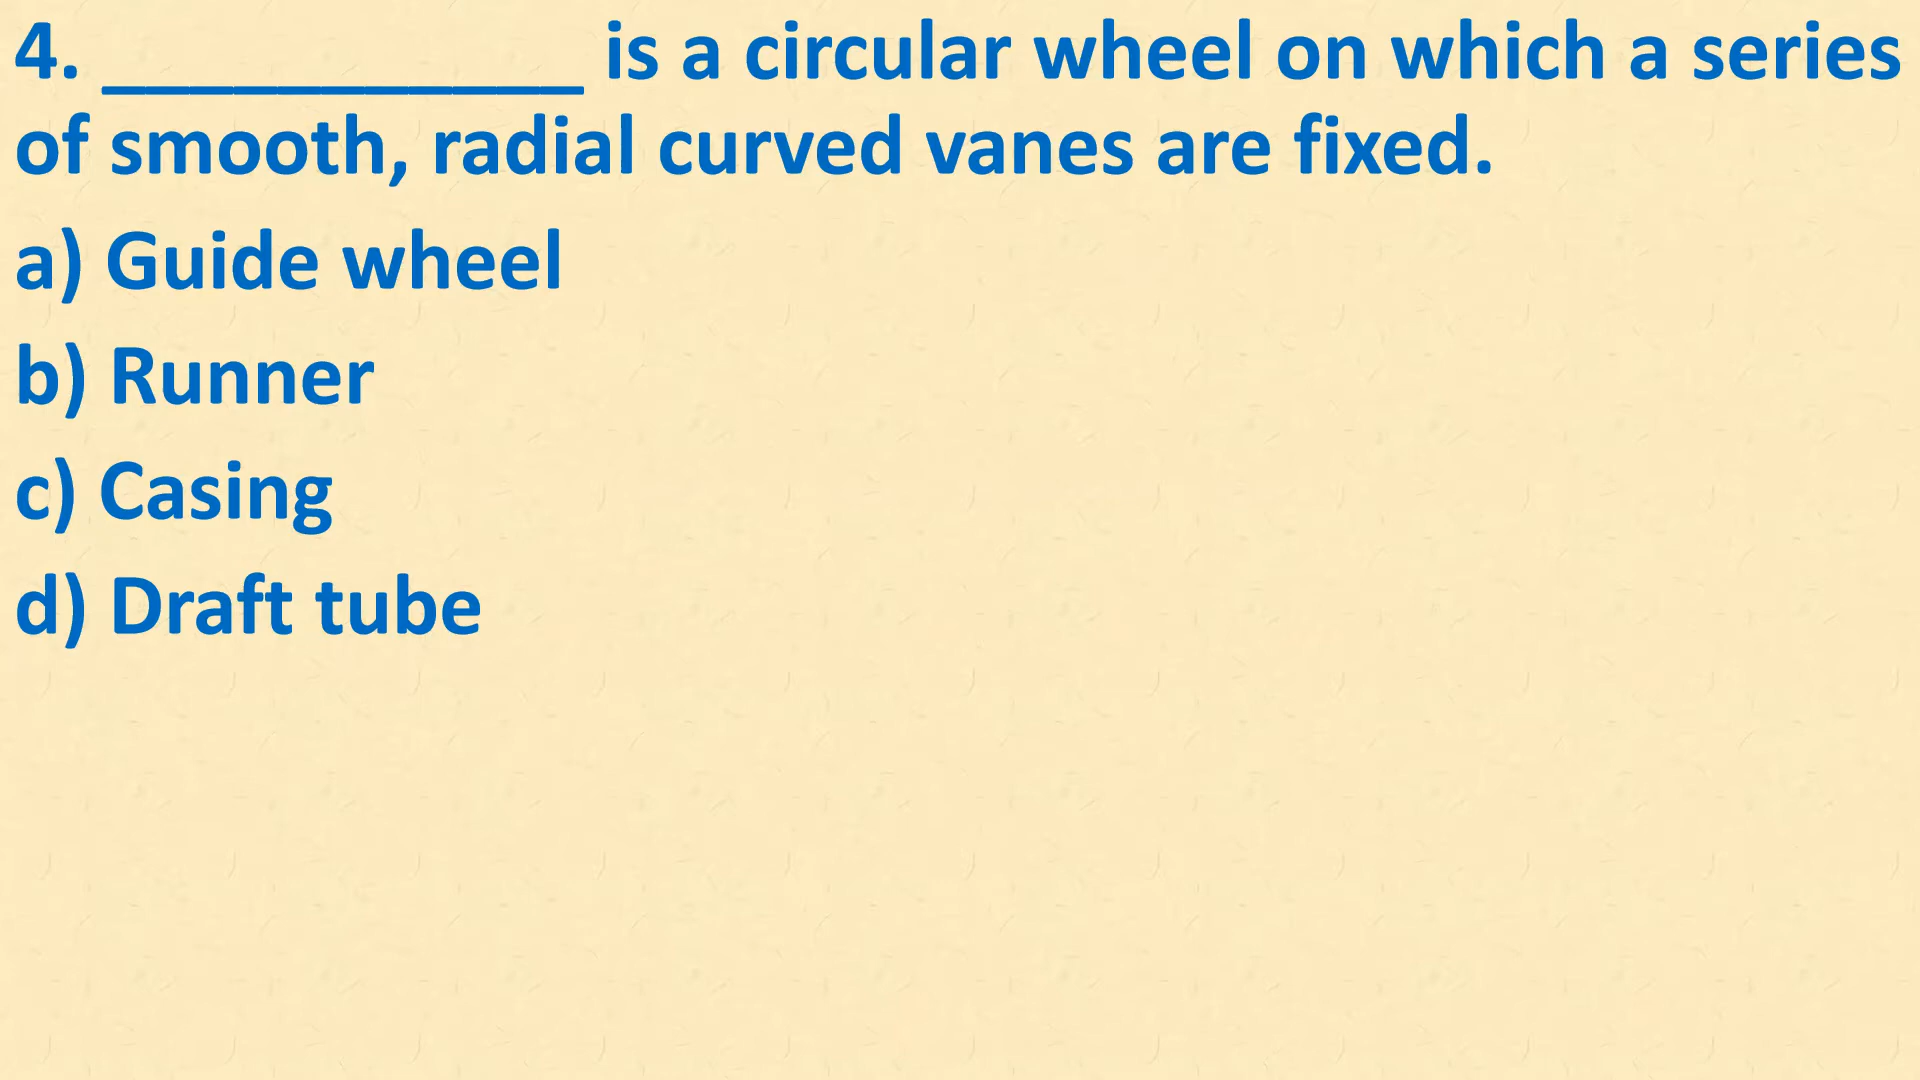 4. ___________ is a circular wheel on which a series
of smooth, radial curved vanes are fixed.
a) Guide wheel
b) Runner
c) Casing
d) Draft tube